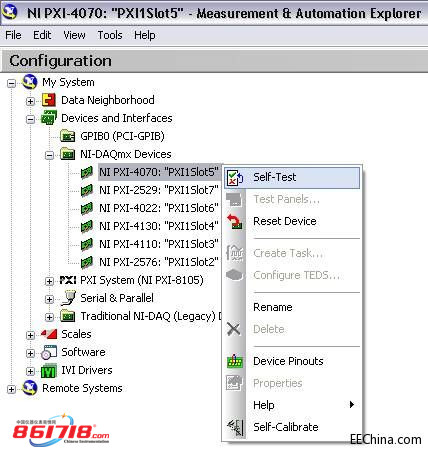 NI PXI-4070: "PXI1Slot5" - Measurement & Automation Explorer
File Edit View Tools Help
Configuration
My System
Data Neighborhood
Devices and Interfaces
GPIB0 (PCI-GPIB)
NI-DAQmx Devices
NI PXI-4070: "PXI1Slot5"
NI PXI-2529: "PXI1Slot7"
NI PXI-4022: "PXI1Slot6"
NI PXI-4130: "PXI1Slot4"
NI PXI-4110: "PXI1Slot3"
NI PXI-2576: "PXI1Slot2"
PXI PXI System (NI PXI-8105)
Serial & Parallel
Traditional NI-DAQ (Legacy) D
Scales
Software
IVI Drivers
Remote Systems
Self-Test
Test Panels...
Reset Device
Create Task...
Configure TEDS...
Rename
Delete
Device Pinouts
Properties
Help
Self-Calibrate
861718.com
EEChina.com